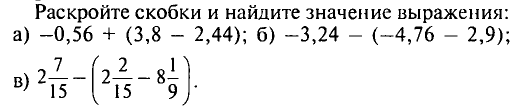 Раскройте скобки и найдите значение выражения:
а) −0,56 + (3,8 − 2,44); б) −3,24 − (−4,76 − 2,9);
в) 2 7/15 − (2 2/15 − 8 1/9).